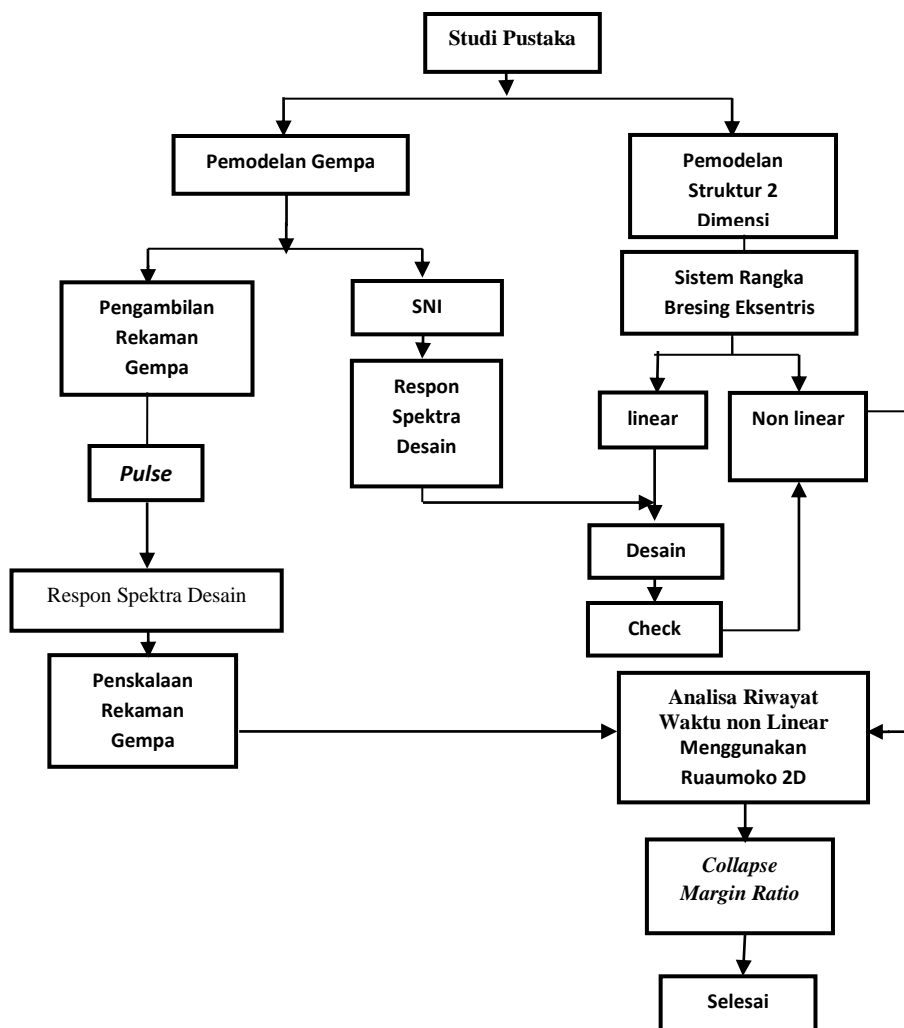 Studi Pustaka
Pemodelan Gempa
Pemodelan
Struktur 2
Dimensi
Sistem Rangka
Bresing Eksentris
Pengambilan
Rekaman
Gempa
SNI
Respon
Spektra
Desain
linear
Non linear
Pulse
Desain
Respon Spektra Desain
Check
Penskalaan
Rekaman
Gempa
Analisa Riwayat
Waktu non Linear
Menggunakan
Ruaumoko 2D
Collapse
Margin Ratio
Selesai